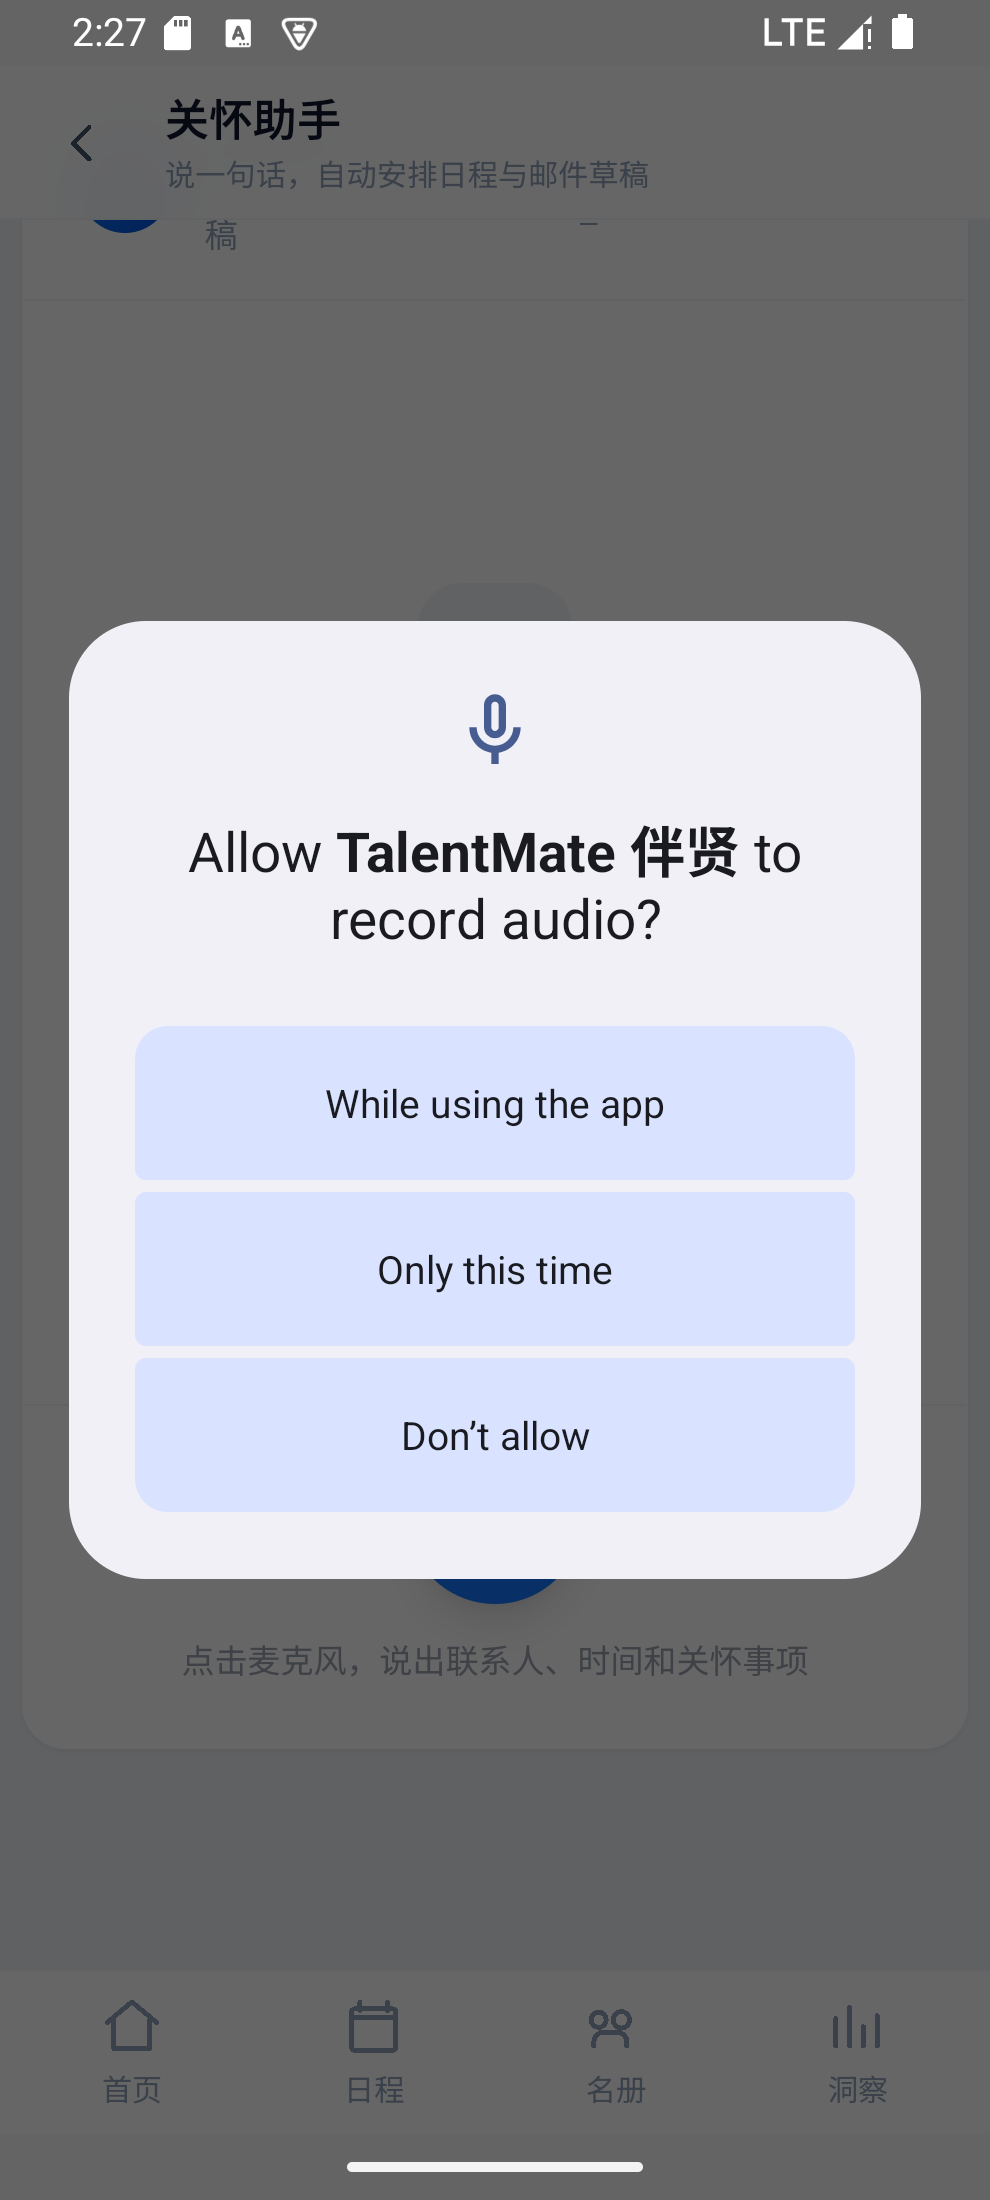 2:27
LTE
关怀助手
说一句话，自动安排日程与邮件草稿
稿
Allow TalentMate 伴贤 to
record audio?
While using the app
Only this time
Don’t allow
点击麦克风，说出联系人、时间和关怀事项
首页
日程
名册
洞察